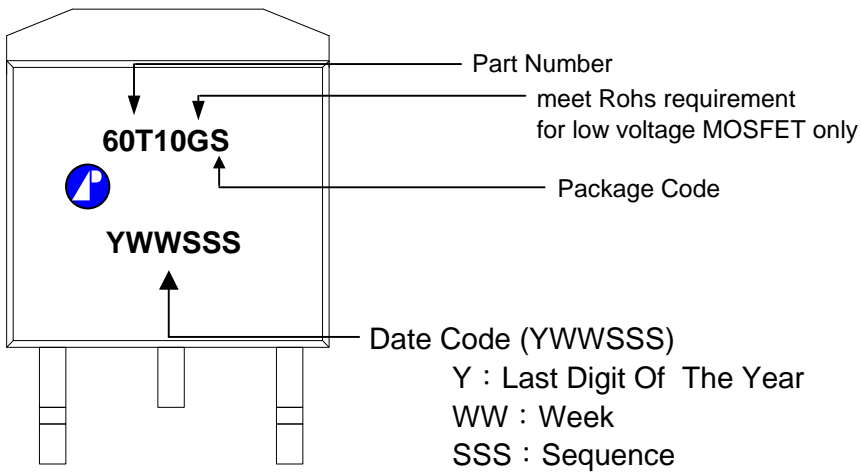 Part Number
meet Rohs requirement
for low voltage MOSFET only
60T10GS
Package Code
YWWSSS
Date Code (YWWSSS)
Y：Last Digit Of The Year
WW：Week
SSS：Sequence